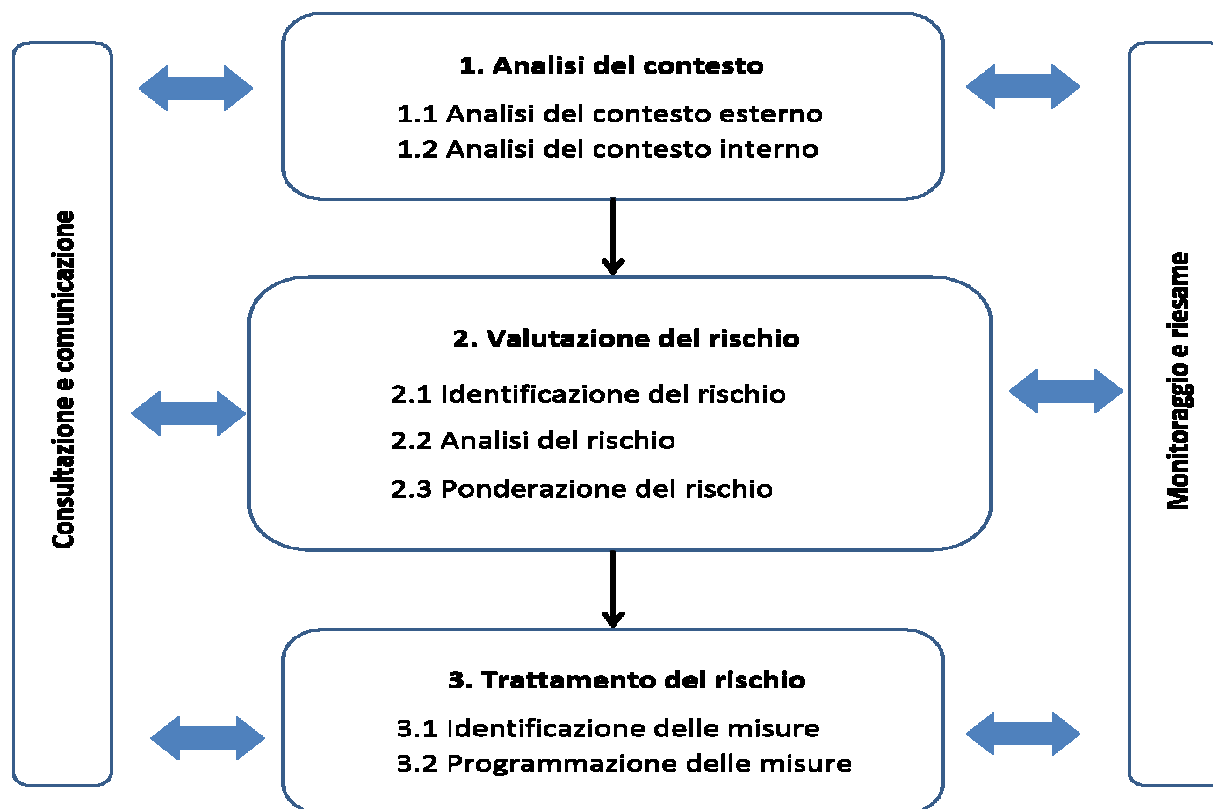 Consultazione e comunicazione
1. Analisi del contesto
1.1 Analisi del contesto esterno
1.2 Analisi del contesto interno
2. Valutazione del rischio
2.1 Identificazione del rischio
2.2 Analisi del rischio
2.3 Ponderazione del rischio
3. Trattamento del rischio
3.1 Identificazione delle misure
3.2 Programmazione delle misure
Monitoraggio e riesame